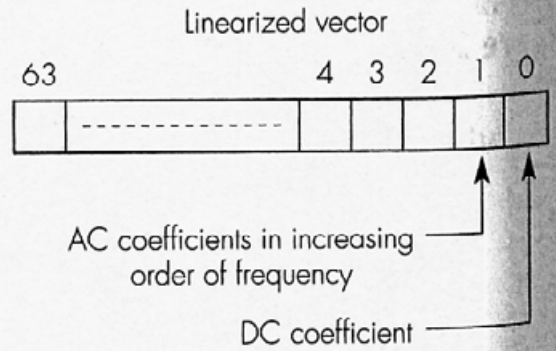 Linearized vector
63 4 3 2 1 0
AC coefficients in increasing
order of frequency
DC coefficient